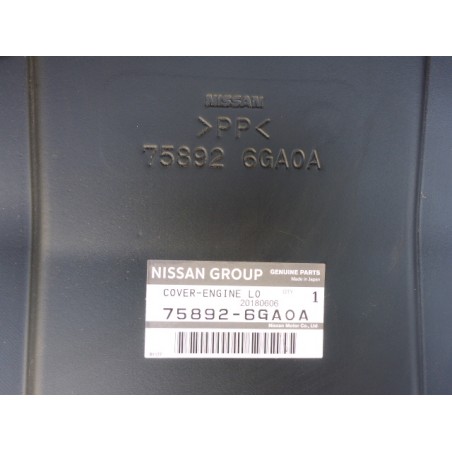 NISSAN
>PP<
75892 6GA0A
NISSAN GROUP GENUINE PARTS
Made in Japan
COVER-ENGINE LO 1
20180606
75892-6GA0A
Nissan Motor Co., Ltd.